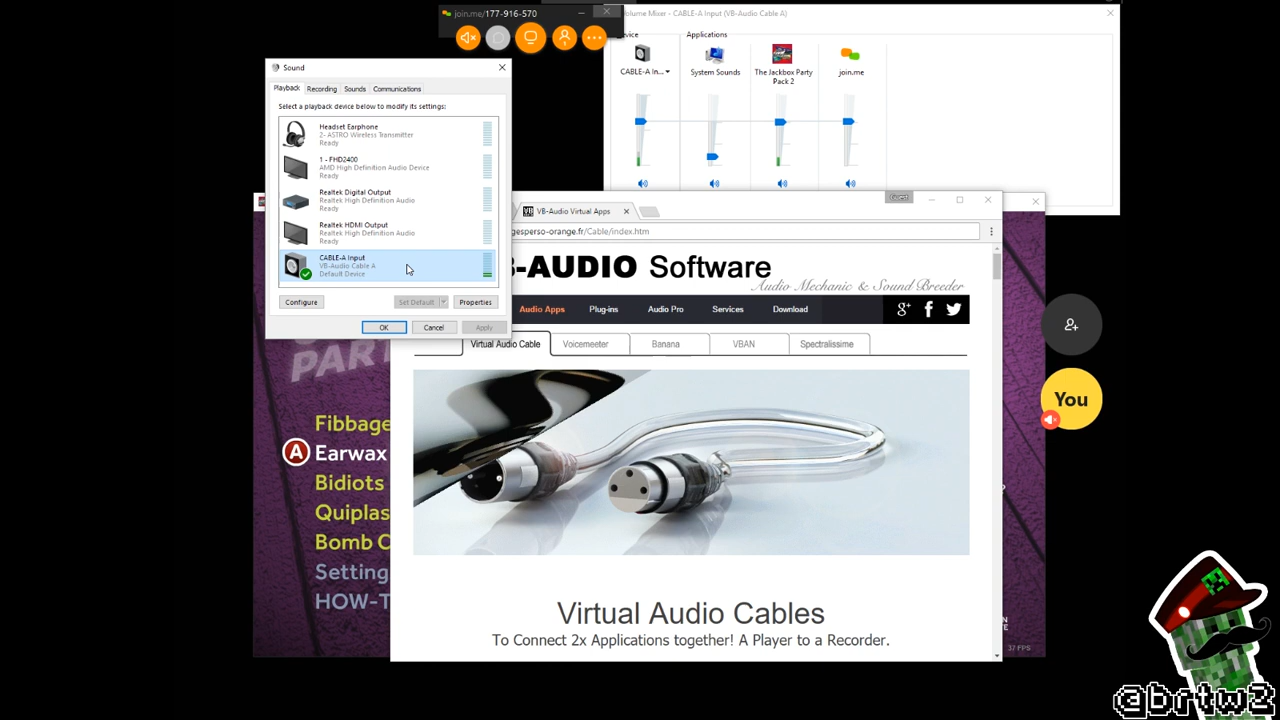 join.me/177-916-570
Volume Mixer - CABLE-A Input (VB-Audio Cable A)
Applications
CABLE-A In...
System Sounds
The Jackbox Party
Pack 2
join.me
Sound
Playback
Recording
Sounds
Communications
Select a playback device below to modify its settings:
Headset Earphone
2- ASTRO Wireless Transmitter
Ready
1 - FHD2400
AMD High Definition Audio Device
Ready
Realtek Digital Output
Realtek High Definition Audio
Ready
Realtek HDMI Output
Realtek High Definition Audio
Ready
CABLE-A Input
VB-Audio Cable A
Default Device
Configure
Set Default
Properties
OK
Cancel
Apply
Guest
VB-Audio Virtual Apps
gesperso-orange.fr/Cable/index.htm
B-AUDIO Software
Audio Mechanic & Sound Breeder
Audio Apps
Plug-ins
Audio Pro
Services
Download
Virtual Audio Cable
Voicemeeter
Banana
VBAN
Spectralissime
Virtual Audio Cables
To Connect 2x Applications together! A Player to a Recorder.
PART
Fibbage
A
Earwax
Bidiots
Quiplas
Bomb C
Setting
HOW-T
37 FPS
You
@brtw2